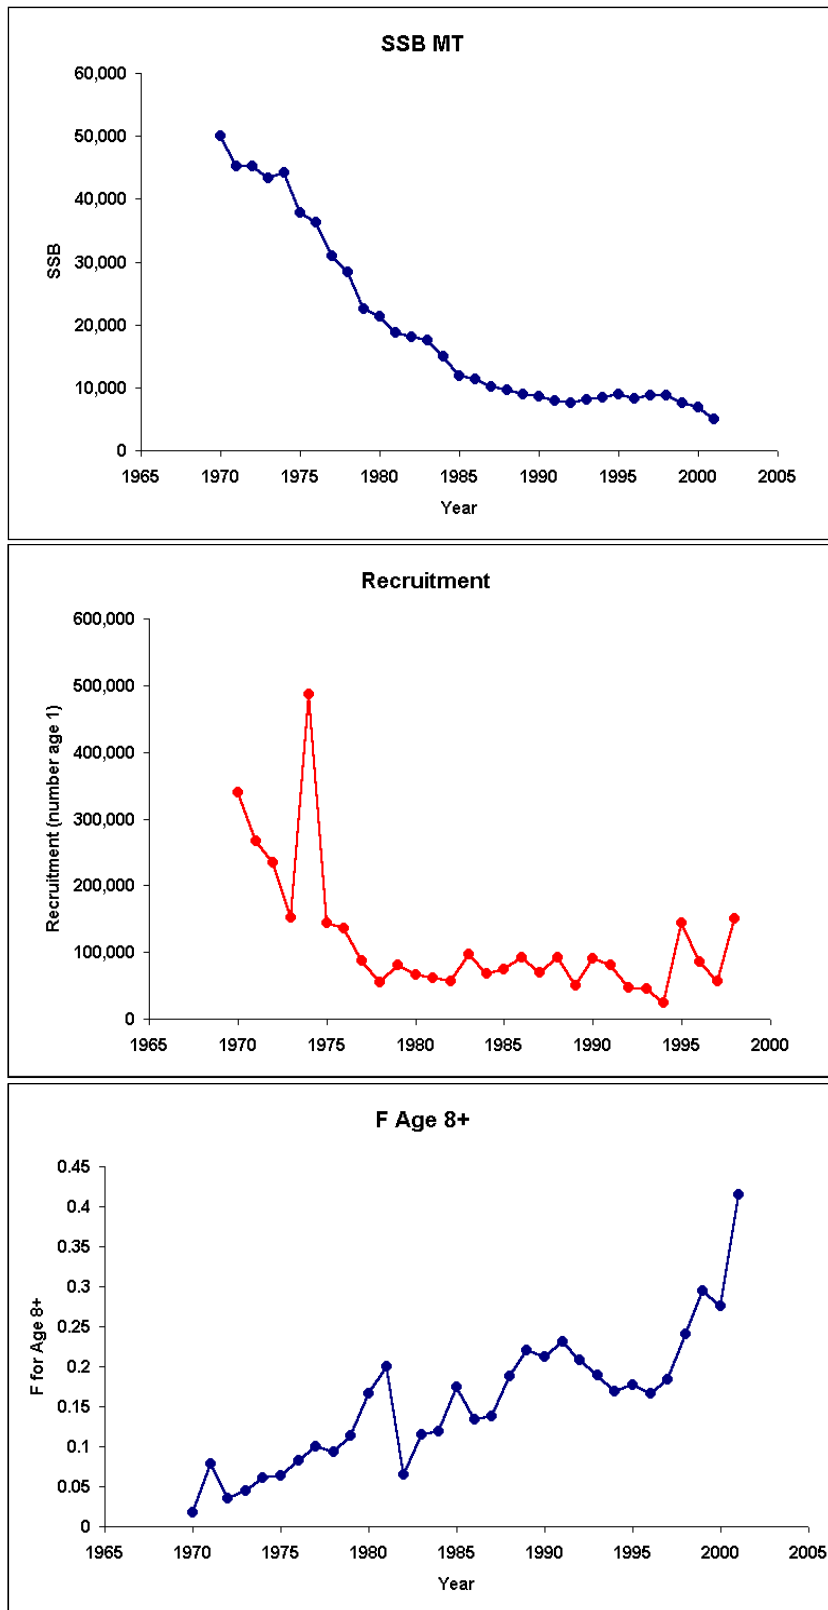 SSB MT
60,000
50,000
40,000
30,000
20,000
10,000
0
SSB
1965 1970 1975 1980 1985 1990 1995 2000 2005
Year
Recruitment
600,000
500,000
400,000
300,000
200,000
100,000
0
Recruitment (number age 1)
1965 1970 1975 1980 1985 1990 1995 2000
F Age 8+
0.45
0.4
0.35
0.3
0.25
0.2
0.15
0.1
0.05
0
F for Age 8+
1965 1970 1975 1980 1985 1990 1995 2000 2005
Year